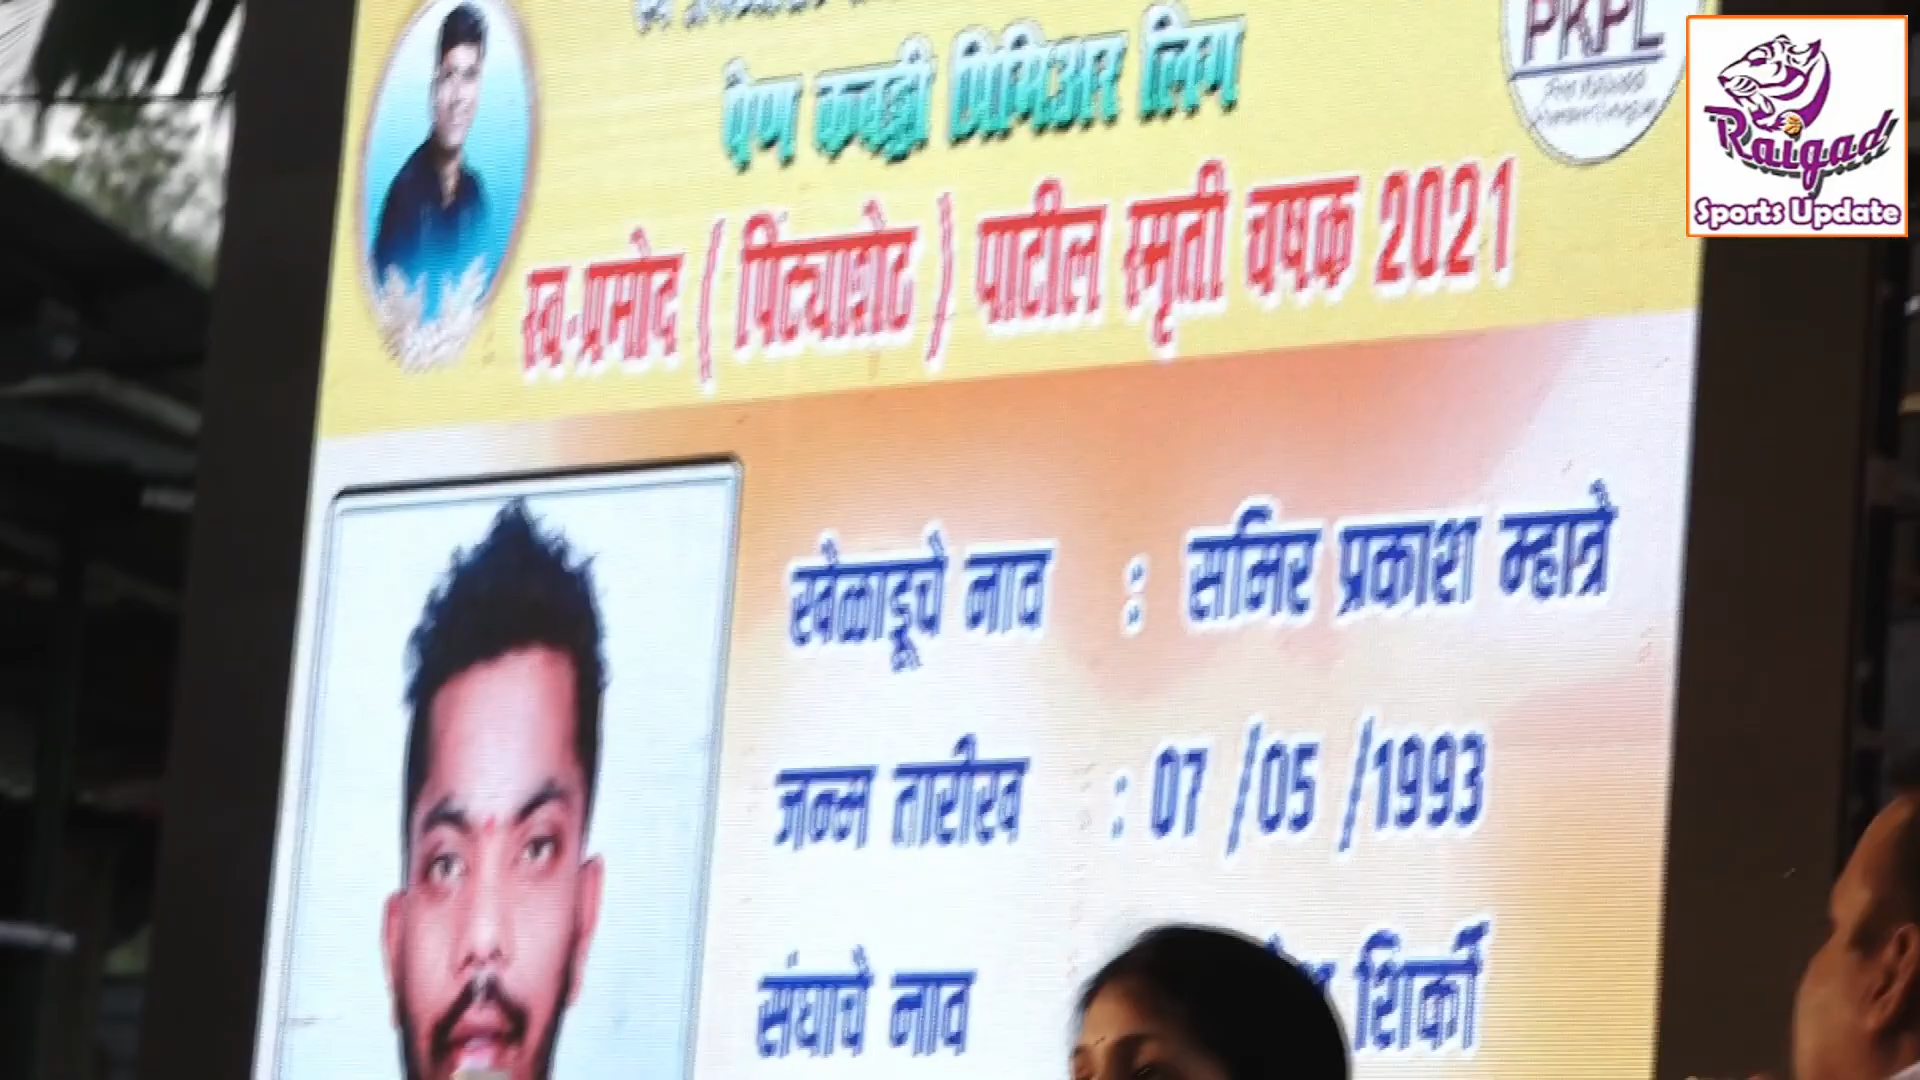 पेण कबड्डी प्रिमिअर लिग
PKPL
स्व.प्रमोद ( पिंट्याशेट ) पाटील स्मृती चषक 2021
Raigad
Sports Update
खेळाडूचे नाव : समिर प्रकाश म्हात्रे
जन्म तारीख : 07 /05 /1993
संघाचे नाव शिर्की